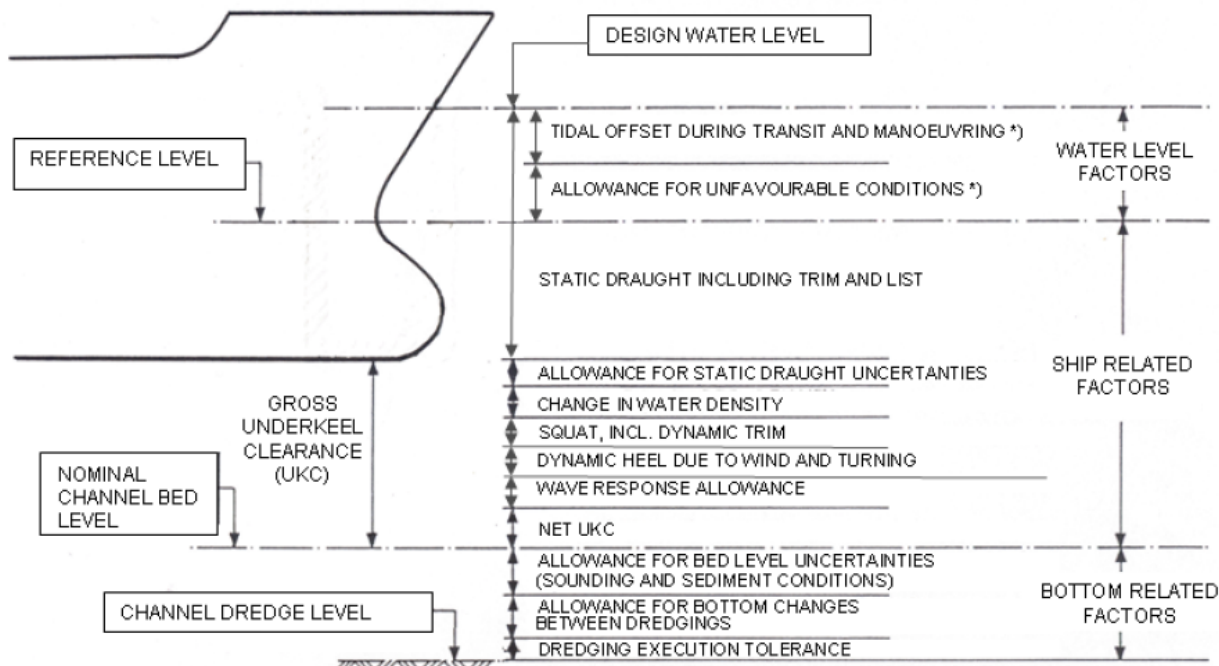 DESIGN WATER LEVEL
TIDAL OFFSET DURING TRANSIT AND MANOEUVRING *)
REFERENCE LEVEL
WATER LEVEL
FACTORS
ALLOWANCE FOR UNFAVOURABLE CONDITIONS *)
STATIC DRAUGHT INCLUDING TRIM AND LIST
ALLOWANCE FOR STATIC DRAUGHT UNCERTANTIES
SHIP RELATED
FACTORS
GROSS
UNDERKEEL
CLEARANCE
(UKC)
CHANGE IN WATER DENSITY
SQUAT, INCL. DYNAMIC TRIM
DYNAMIC HEEL DUE TO WIND AND TURNING
NOMINAL
CHANNEL BED
LEVEL
WAVE RESPONSE ALLOWANCE
NET UKC
ALLOWANCE FOR BED LEVEL UNCERTAINTIES
(SOUNDING AND SEDIMENT CONDITIONS)
BOTTOM RELATED
FACTORS
CHANNEL DREDGE LEVEL
ALLOWANCE FOR BOTTOM CHANGES
BETWEEN DREDGINGS
DREDGING EXECUTION TOLERANCE